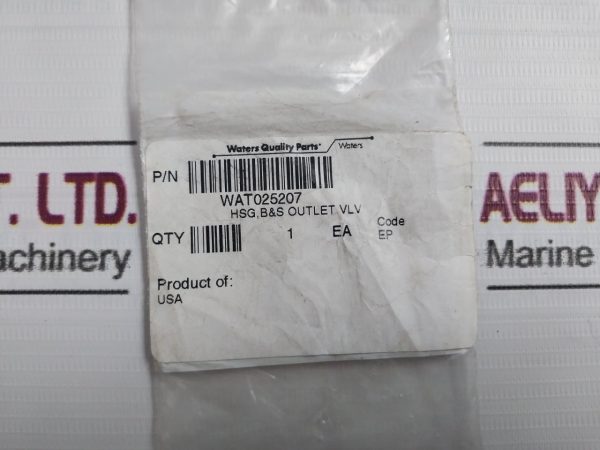 Waters Quality Parts Waters
P/N
WAT025207
HSG,B&S OUTLET VLV
QTY 1 EA Code
EP
Product of:
USA
T. LTD.
achinery
AELIY
Marine